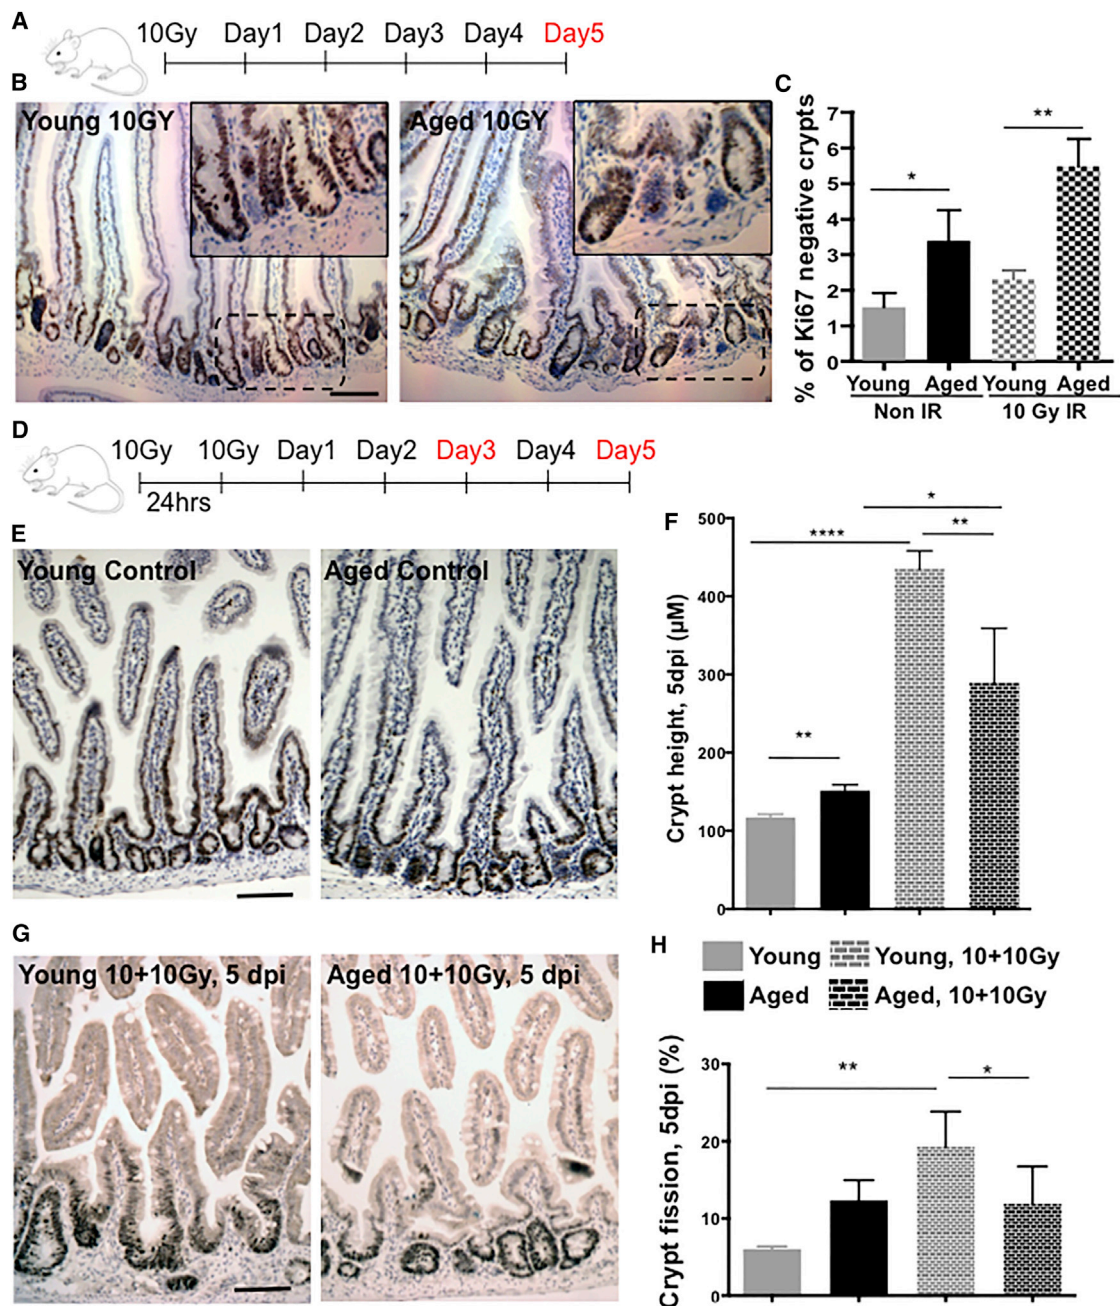 A
10Gy Day1 Day2 Day3 Day4 Day5
B
Young 10GY
Aged 10GY
C
% of Ki67 negative crypts
7
6
5
4
3
2
1
0
*
**
Young Aged Young Aged
Non IR 10 Gy IR
D
10Gy 10Gy Day1 Day2 Day3 Day4 Day5
24hrs
E
Young Control
Aged Control
F
Crypt height, 5dpi (µM)
500
400
300
200
100
0
****
*
**
**
G
Young 10+10Gy, 5 dpi
Aged 10+10Gy, 5 dpi
H
Young Young, 10+10Gy
Aged Aged, 10+10Gy
Crypt fission, 5dpi (%)
30
20
10
0
**
*